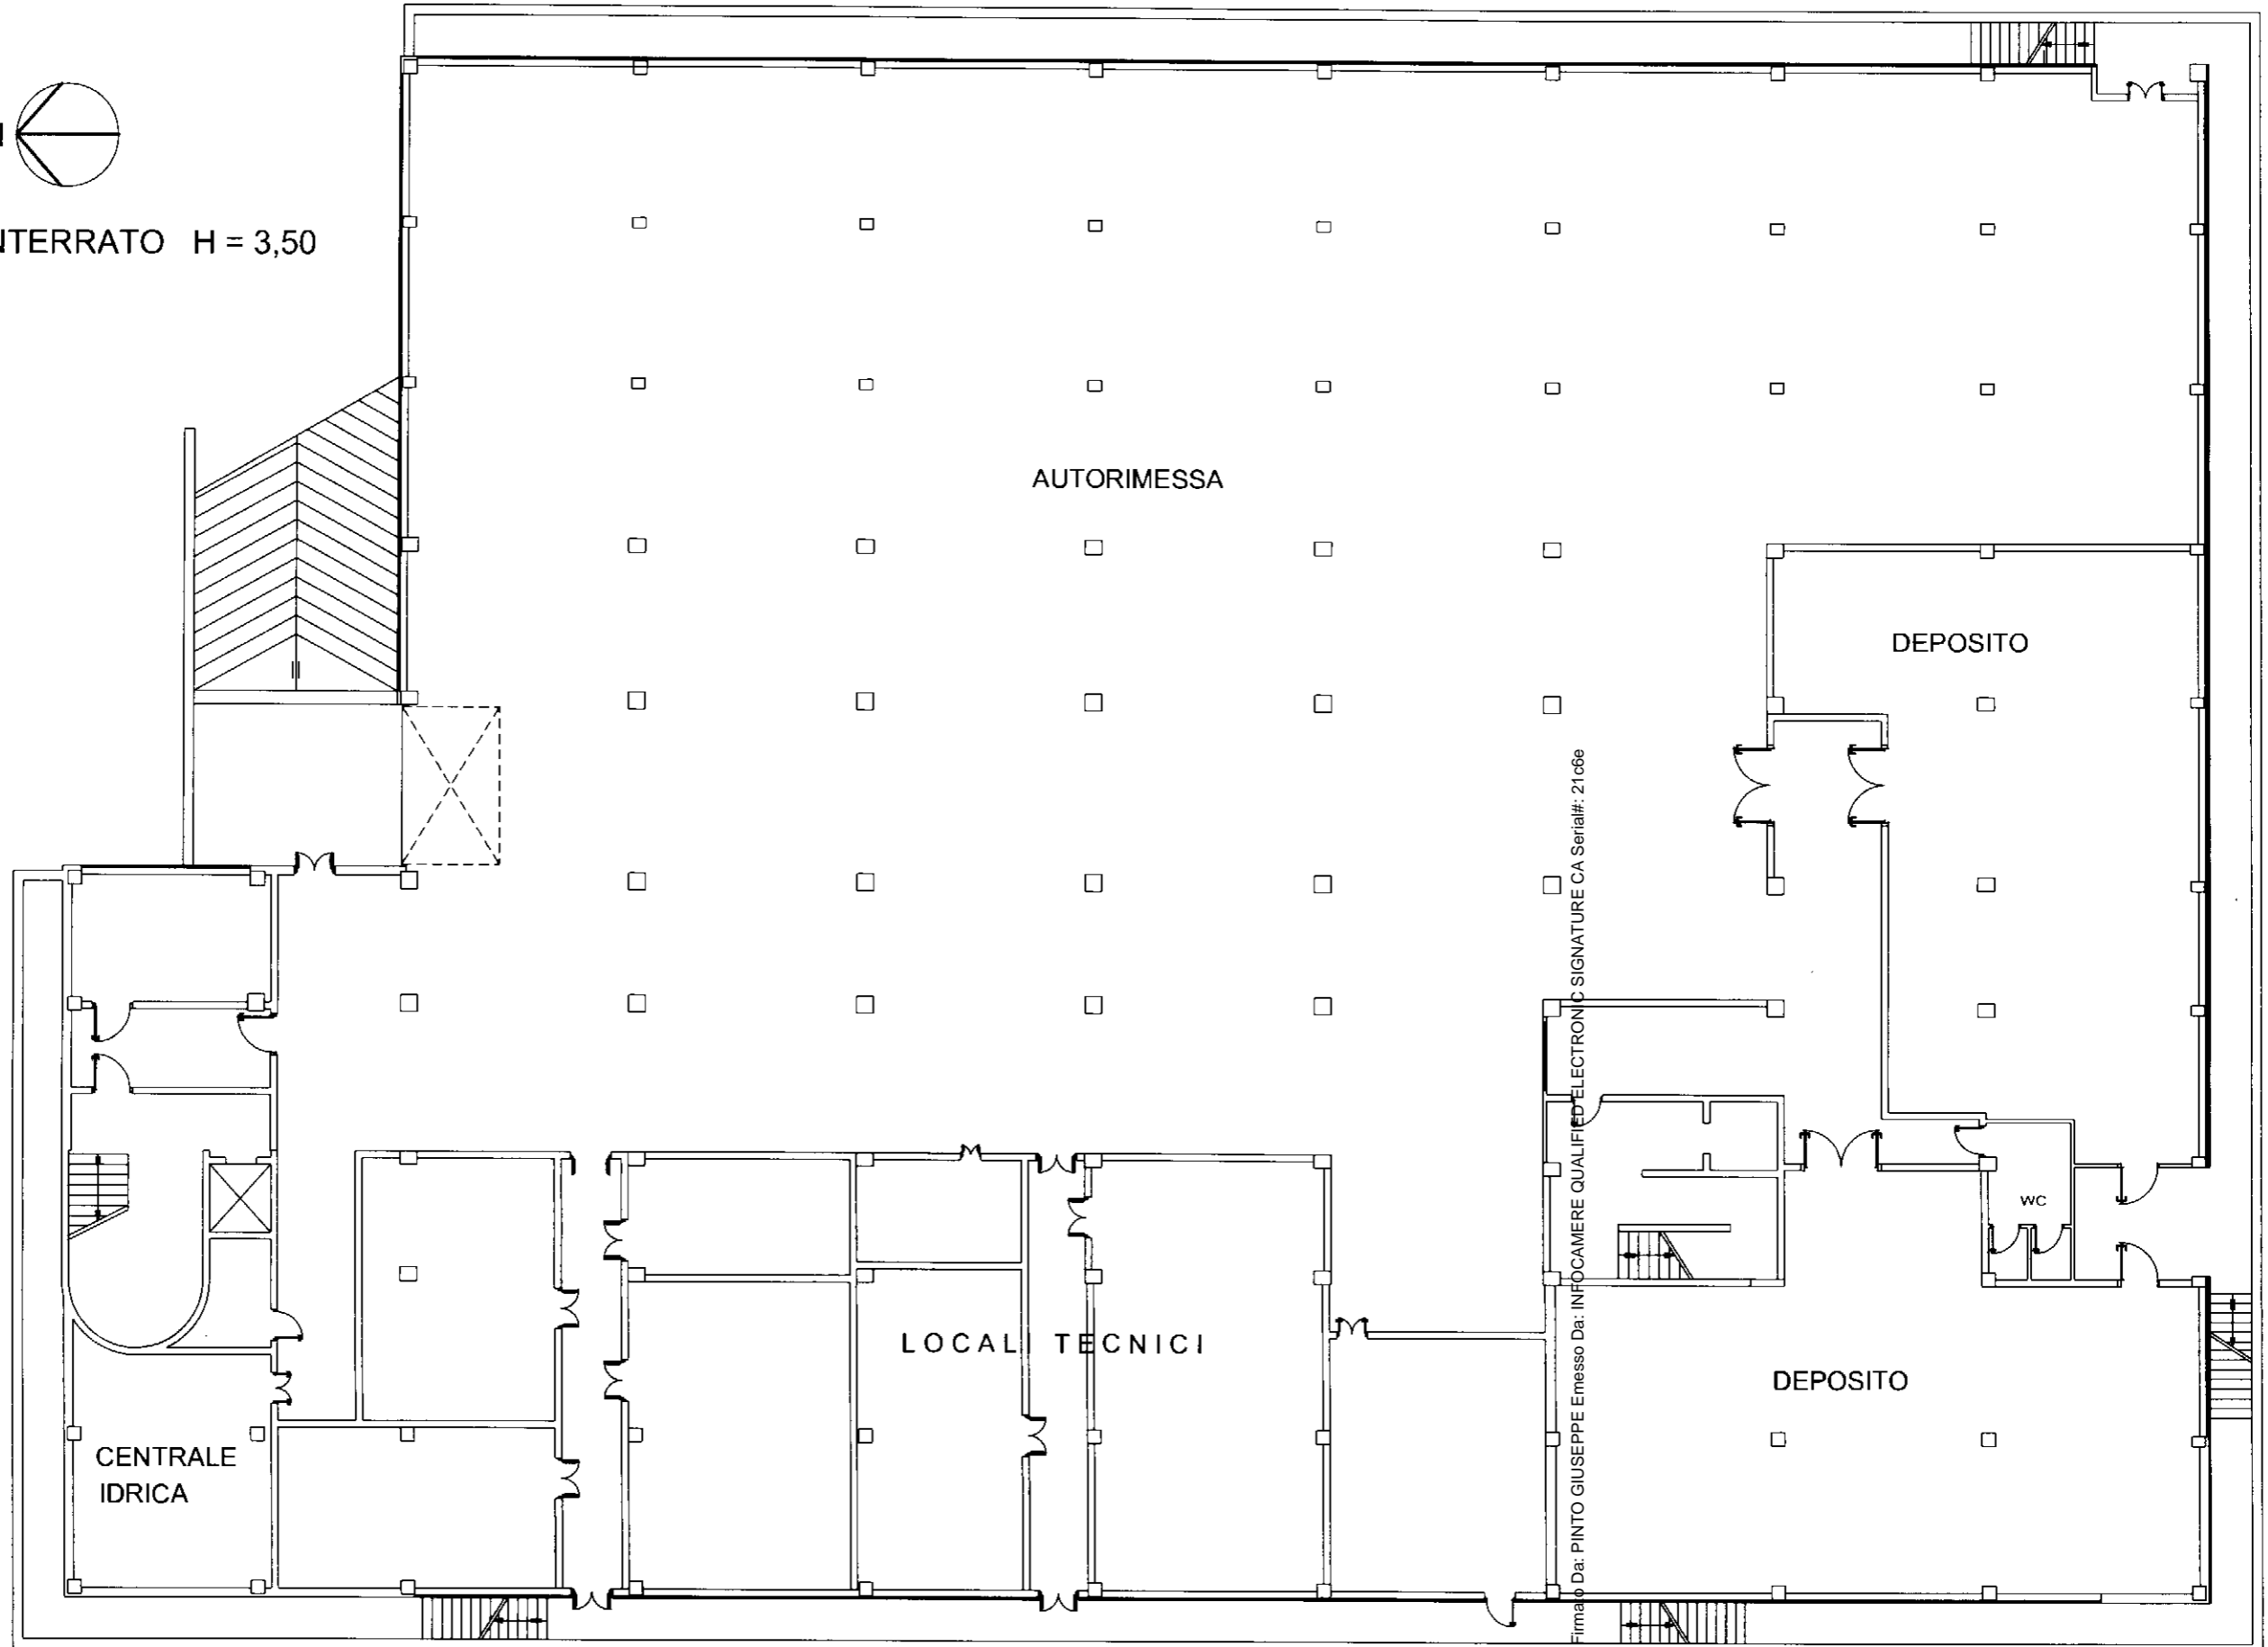 NTERRATO H = 3,50
AUTORIMESSA
DEPOSITO
WC
LOCALI TECNICI
DEPOSITO
CENTRALE
IDRICA
Firmato Da: PINTO GIUSEPPE Emesso Da: INFOCAMERE QUALIFIED ELECTRONIC SIGNATURE CA Serial#: 21c6e